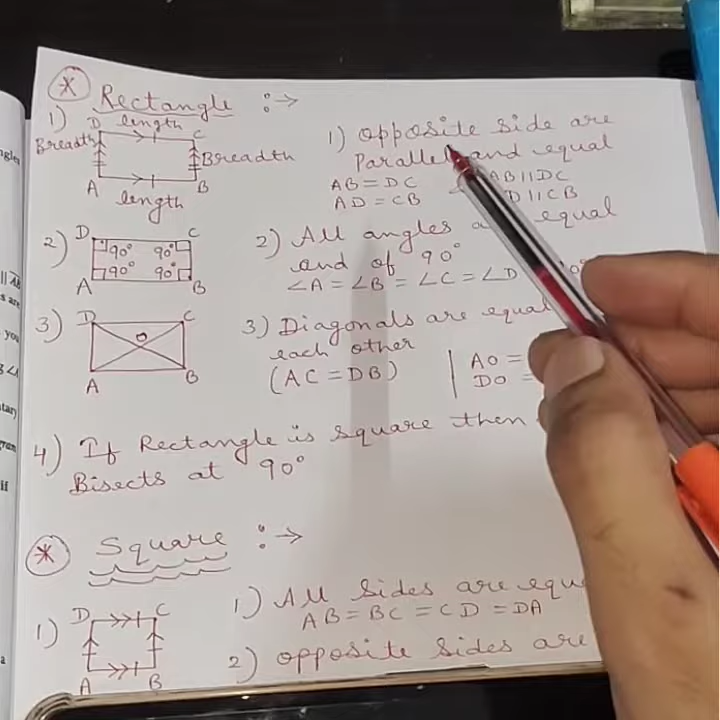 * Rectangle :→
1) D length C
Breadth Breadth
A length B
1) Opposite side are
Parallel and equal
AB = DC AB || DC
AD = CB D || CB
2) D C
90° 90°
90° 90°
A B
2) All angles equal
and of 90°
∠A = ∠B = ∠C = ∠D
3) D C
O
A B
3) Diagonals are equal
each other
(AC = DB)
AO =
DO =
4) If Rectangle is square then
Bisects at 90°
* Square :→
1) D C
A B
1) All Sides are
AB = BC = CD = DA
2) opposite sides are